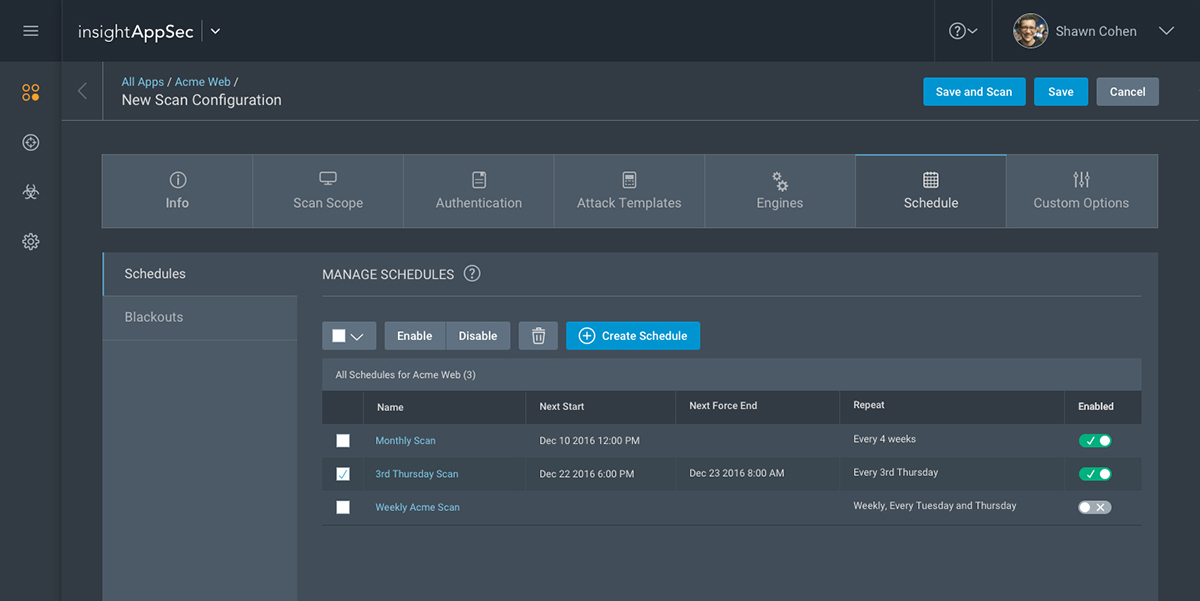 insightAppSec
?
Shawn Cohen
All Apps / Acme Web /
New Scan Configuration
Save and Scan
Save
Cancel
Info
Scan Scope
Authentication
Attack Templates
Engines
Schedule
Custom Options
Schedules
Blackouts
MANAGE SCHEDULES ?
Enable
Disable
Create Schedule
All Schedules for Acme Web (3)
Name Next Start Next Force End Repeat Enabled
Monthly Scan Dec 10 2016 12:00 PM Every 4 weeks
3rd Thursday Scan Dec 22 2016 6:00 PM Dec 23 2016 8:00 AM Every 3rd Thursday
Weekly Acme Scan Weekly, Every Tuesday and Thursday